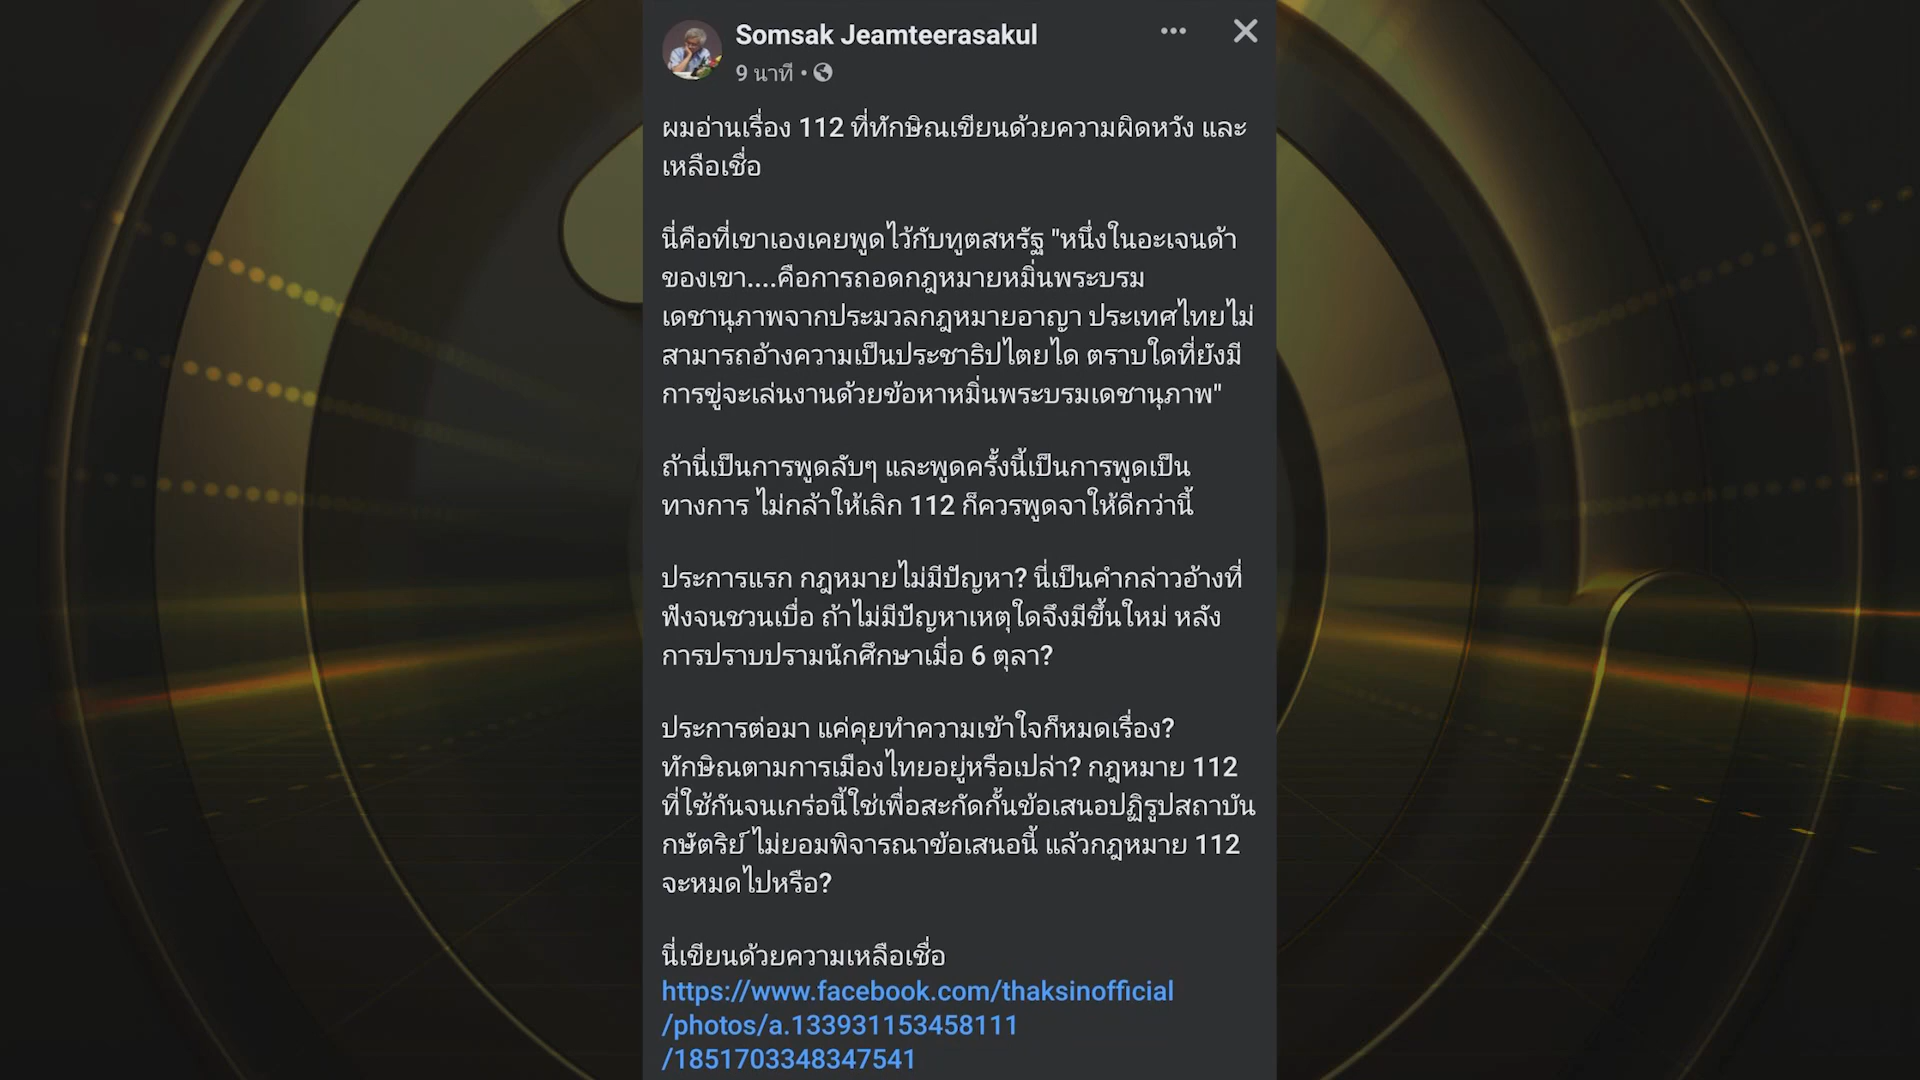 Somsak Jeamteerasakul
9 นาที
ผมอ่านเรื่อง 112 ที่ทักษิณเขียนด้วยความผิดหวัง และ
เหลือเชื่อ
นี่คือที่เขาเองเคยพูดไว้กับทูตสหรัฐ "หนึ่งในอะเจนด้า
ของเขา....คือการถอดกฎหมายหมิ่นพระบรม
เดชานุภาพจากประมวลกฎหมายอาญา ประเทศไทยไม่
สามารถอ้างความเป็นประชาธิปไตยได ตราบใดที่ยังมี
การขู่จะเล่นงานด้วยข้อหาหมิ่นพระบรมเดชานุภาพ"
ถ้านี่เป็นการพูดลับๆ และพูดครั้งนี้เป็นการพูดเป็น
ทางการ ไม่กล้าให้เลิก 112 ก็ควรพูดจาให้ดีกว่านี้
ประการแรก กฎหมายไม่มีปัญหา? นี่เป็นคำกล่าวอ้างที่
ฟังจนชวนเบื่อ ถ้าไม่มีปัญหาเหตุใดจึงมีขึ้นใหม่ หลัง
การปราบปรามนักศึกษาเมื่อ 6 ตุลา?
ประการต่อมา แค่คุยทำความเข้าใจก็หมดเรื่อง?
ทักษิณตามการเมืองไทยอยู่หรือเปล่า? กฎหมาย 112
ที่ใช้กันจนเกร่อนี้ใช่เพื่อสะกัดกั้นข้อเสนอปฏิรูปสถาบัน
กษัตริย์ ไม่ยอมพิจารณาข้อเสนอนี้ แล้วกฎหมาย 112
จะหมดไปหรือ?
นี่เขียนด้วยความเหลือเชื่อ
https://www.facebook.com/thaksinofficial
/photos/a.133931153458111
/1851703348347541